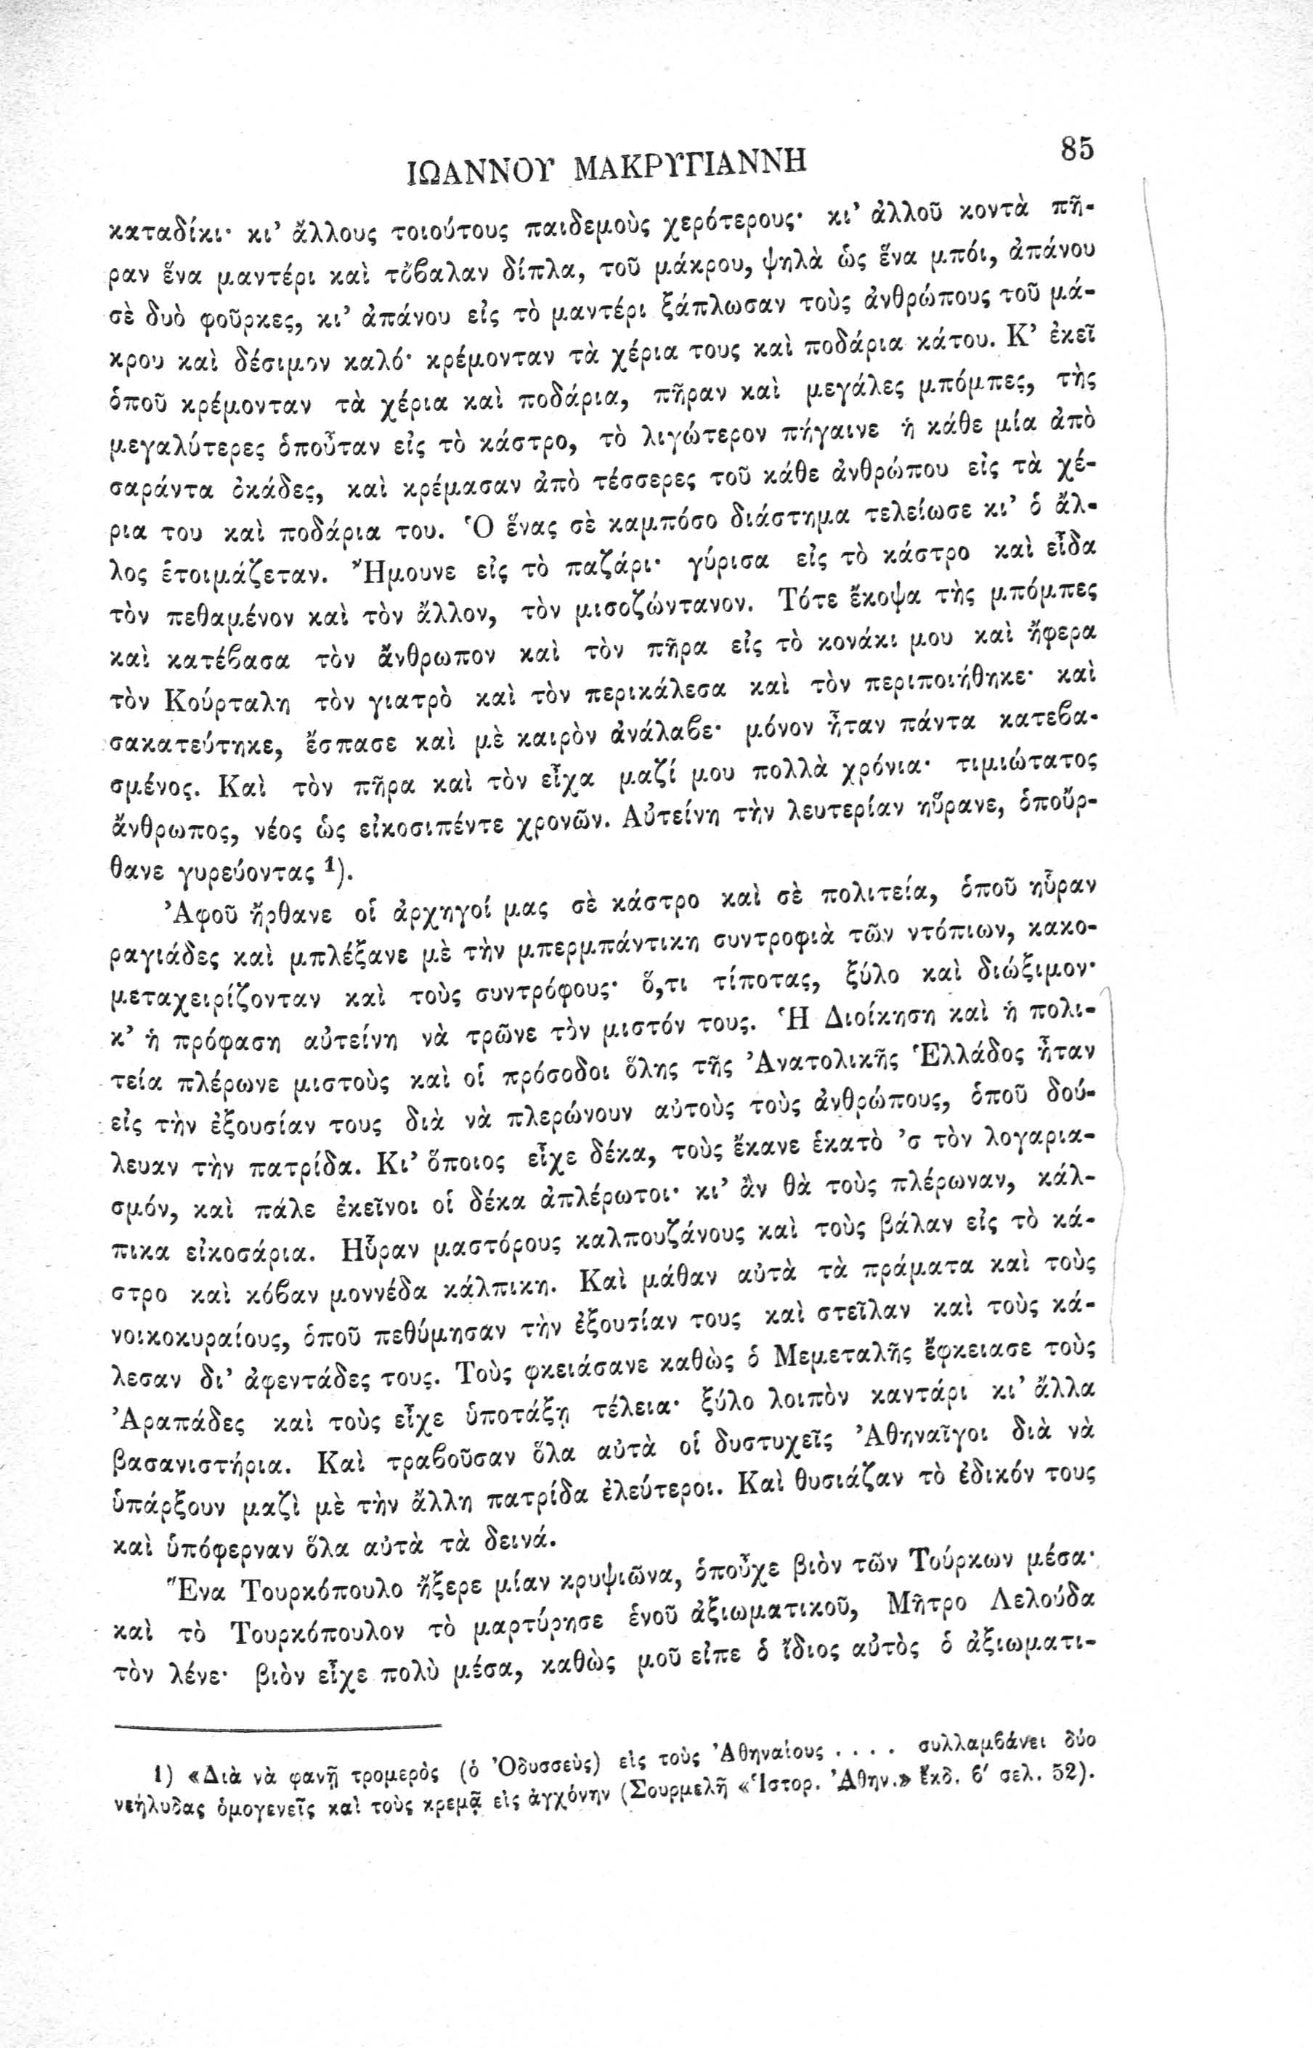 ΙΩΑΝΝΟΥ ΜΑΚΡΥΓΙΑΝΝΗ 85
καταδίκι· κι’ ἄλλους τοιούτους παιδεμοὺς χερότερους· κι’ ἀλλοῦ κοντὰ πῆ-
ραν ἕνα μαντέρι καὶ τὄβαλαν δίπλα, τοῦ μάκρου, ψηλὰ ὡς ἕνα μπόι, ἀπάνου
σὲ δυὸ φοῦρκες, κι’ ἀπάνου εἰς τὸ μαντέρι ξάπλωσαν τοὺς ἀνθρώπους τοῦ μά-
κρου καὶ δέσιμον καλό· κρέμονταν τὰ χέρια τους καὶ ποδάρια κάτου. Κ’ ἐκεῖ
ὁποῦ κρέμονταν τὰ χέρια καὶ ποδάρια, πῆραν καὶ μεγάλες μπόμπες, τὴς
μεγαλύτερες ὁποὖταν εἰς τὸ κάστρο, τὸ λιγώτερον πήγαινε ἡ κάθε μία ἀπὸ
σαράντα ὀκάδες, καὶ κρέμασαν ἀπὸ τέσσερες τοῦ κάθε ἀνθρώπου εἰς τὰ χέ-
ρια του καὶ ποδάρια του. Ὁ ἕνας σὲ καμπόσο διάστημα τελείωσε κι’ ὁ ἄλ-
λος ἑτοιμάζεταν. Ἤμουνε εἰς τὸ παζάρι· γύρισα εἰς τὸ κάστρο καὶ εἶδα
τὸν πεθαμένον καὶ τὸν ἄλλον, τὸν μισοζώντανον. Τότε ἔκοψα τὴς μπόμπες
καὶ κατέβασα τὸν ἄνθρωπον καὶ τὸν πῆρα εἰς τὸ κονάκι μου καὶ ἤφερα
τὸν Κούρταλη τὸν γιατρὸ καὶ τὸν περικάλεσα καὶ τὸν περιποιήθηκε· καὶ
σακατεύτηκε, ἔσπασε καὶ μὲ καιρὸν ἀνάλαβε· μόνον ἦταν πάντα κατεβα-
σμένος. Καὶ τὸν πῆρα καὶ τὸν εἶχα μαζί μου πολλὰ χρόνια· τιμιώτατος
ἄνθρωπος, νέος ὡς εἰκοσιπέντε χρονῶν. Αὐτείνη τὴν λευτερίαν ηὕρανε, ὁποὔρ-
θανε γυρεύοντας 1).
Ἀφοῦ ἤρθανε οἱ ἀρχηγοί μας σὲ κάστρο καὶ σὲ πολιτεία, ὁποῦ ηὗραν
ραγιάδες καὶ μπλέξανε μὲ τὴν μπερμπάντικη συντροφιὰ τῶν ντόπιων, κακο-
μεταχειρίζονταν καὶ τοὺς συντρόφους· ὅ,τι τίποτας, ξύλο καὶ διώξιμον·
κ’ ἡ πρόφαση αὐτείνη νὰ τρῶνε τὸν μιστόν τους. Ἡ Διοίκηση καὶ ἡ πολι-
τεία πλέρωνε μιστοὺς καὶ οἱ πρόσοδοι ὅλης τῆς Ἀνατολικῆς Ἑλλάδος ἦταν
εἰς τὴν ἐξουσίαν τους διὰ νὰ πλερώνουν αὐτοὺς τοὺς ἀνθρώπους, ὁποῦ δού-
λευαν τὴν πατρίδα. Κι’ ὅποιος εἶχε δέκα, τοὺς ἔκανε ἑκατὸ ’σ τὸν λογαρια-
σμόν, καὶ πάλε ἐκεῖνοι οἱ δέκα ἀπλέρωτοι· κι’ ἂν θὰ τοὺς πλέρωναν, κάλ-
πικα εἰκοσάρια. Ηὗραν μαστόρους καλπουζάνους καὶ τοὺς βάλαν εἰς τὸ κά-
στρο καὶ κόβαν μοννέδα κάλπικη. Καὶ μάθαν αὐτὰ τὰ πράματα καὶ τοὺς
νοικοκυραίους, ὁποῦ πεθύμησαν τὴν ἐξουσίαν τους καὶ στεῖλαν καὶ τοὺς κά-
λεσαν δι’ ἀφεντάδες τους. Τοὺς φκειάσανε καθὼς ὁ Μεμεταλῆς ἔφκειασε τοὺς
Ἀραπάδες καὶ τοὺς εἶχε ὑποτάξῃ τέλεια· ξύλο λοιπὸν καντάρι κι’ ἄλλα
βασανιστήρια. Καὶ τραβοῦσαν ὅλα αὐτὰ οἱ δυστυχεῖς Ἀθηναῖγοι διὰ νὰ
ὑπάρξουν μαζὶ μὲ τὴν ἄλλη πατρίδα ἐλεύτεροι. Καὶ θυσιάζαν τὸ ἐδικόν τους
καὶ ὑπόφερναν ὅλα αὐτὰ τὰ δεινά.
Ἕνα Τουρκόπουλο ἤξερε μίαν κρυψιῶνα, ὁποὖχε βιὸν τῶν Τούρκων μέσα·
καὶ τὸ Τουρκόπουλον τὸ μαρτύρησε ἑνοῦ ἀξιωματικοῦ, Μῆτρο Λελούδα
τὸν λένε· βιὸν εἶχε πολὺ μέσα, καθὼς μοῦ εἶπε ὁ ἴδιος αὐτὸς ὁ ἀξιωματι-
1) «Διὰ νὰ φανῇ τρομερὸς (ὁ Ὀδυσσεὺς) εἰς τοὺς Ἀθηναίους .... συλλαμβάνει δύο
νεήλυδας ὁμογενεῖς καὶ τοὺς κρεμᾷ εἰς ἀγχόνην (Σουρμελῆ «Ἱστορ. Ἀθην.» ἔκδ. β′ σελ. 52).